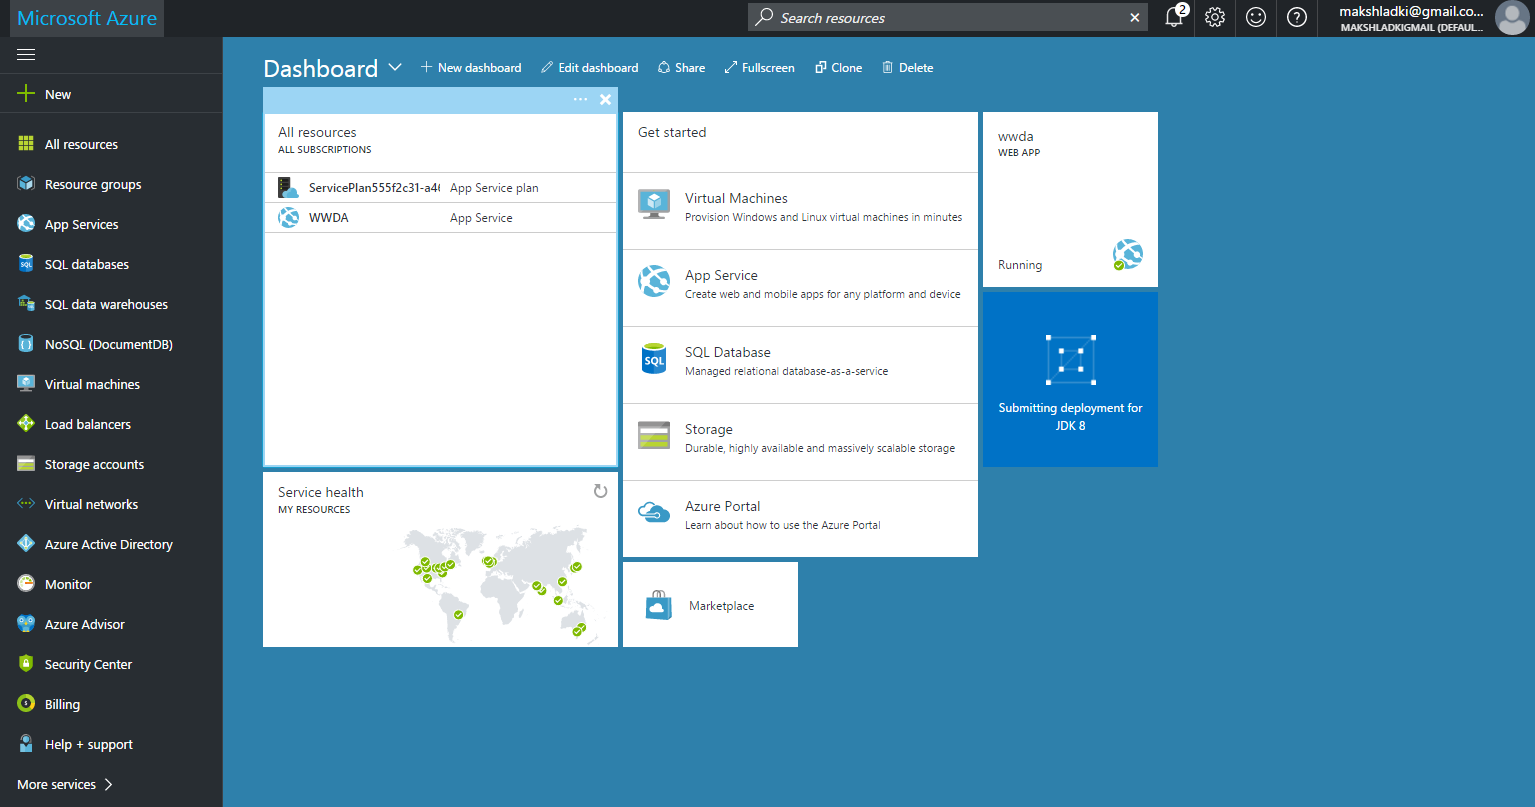 Microsoft Azure
Search resources
2
makshladki@gmail.co...
MAKSHLADKIGMAIL (DEFAUL...
New
All resources
Resource groups
App Services
SQL databases
SQL data warehouses
NoSQL (DocumentDB)
Virtual machines
Load balancers
Storage accounts
Virtual networks
Azure Active Directory
Monitor
Azure Advisor
Security Center
Billing
Help + support
More services
Dashboard
New dashboard
Edit dashboard
Share
Fullscreen
Clone
Delete
All resources
ALL SUBSCRIPTIONS
ServicePlan555f2c31-a4 App Service plan
WWDA App Service
Service health
MY RESOURCES
Get started
Virtual Machines
Provision Windows and Linux virtual machines in minutes
App Service
Create web and mobile apps for any platform and device
SQL
SQL Database
Managed relational database-as-a-service
Storage
Durable, highly available and massively scalable storage
Azure Portal
Learn about how to use the Azure Portal
Marketplace
wwda
WEB APP
Running
Submitting deployment for
JDK 8